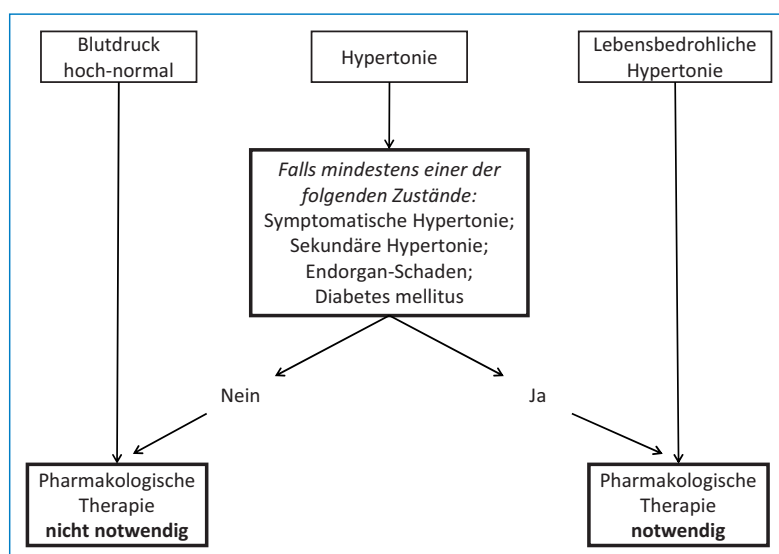 Blutdruck
hoch-normal
Hypertonie
Lebensbedrohliche
Hypertonie
Falls mindestens einer der
folgenden Zustände:
Symptomatische Hypertonie;
Sekundäre Hypertonie;
Endorgan-Schaden;
Diabetes mellitus
Nein
Ja
Pharmakologische
Therapie
nicht notwendig
Pharmakologische
Therapie
notwendig